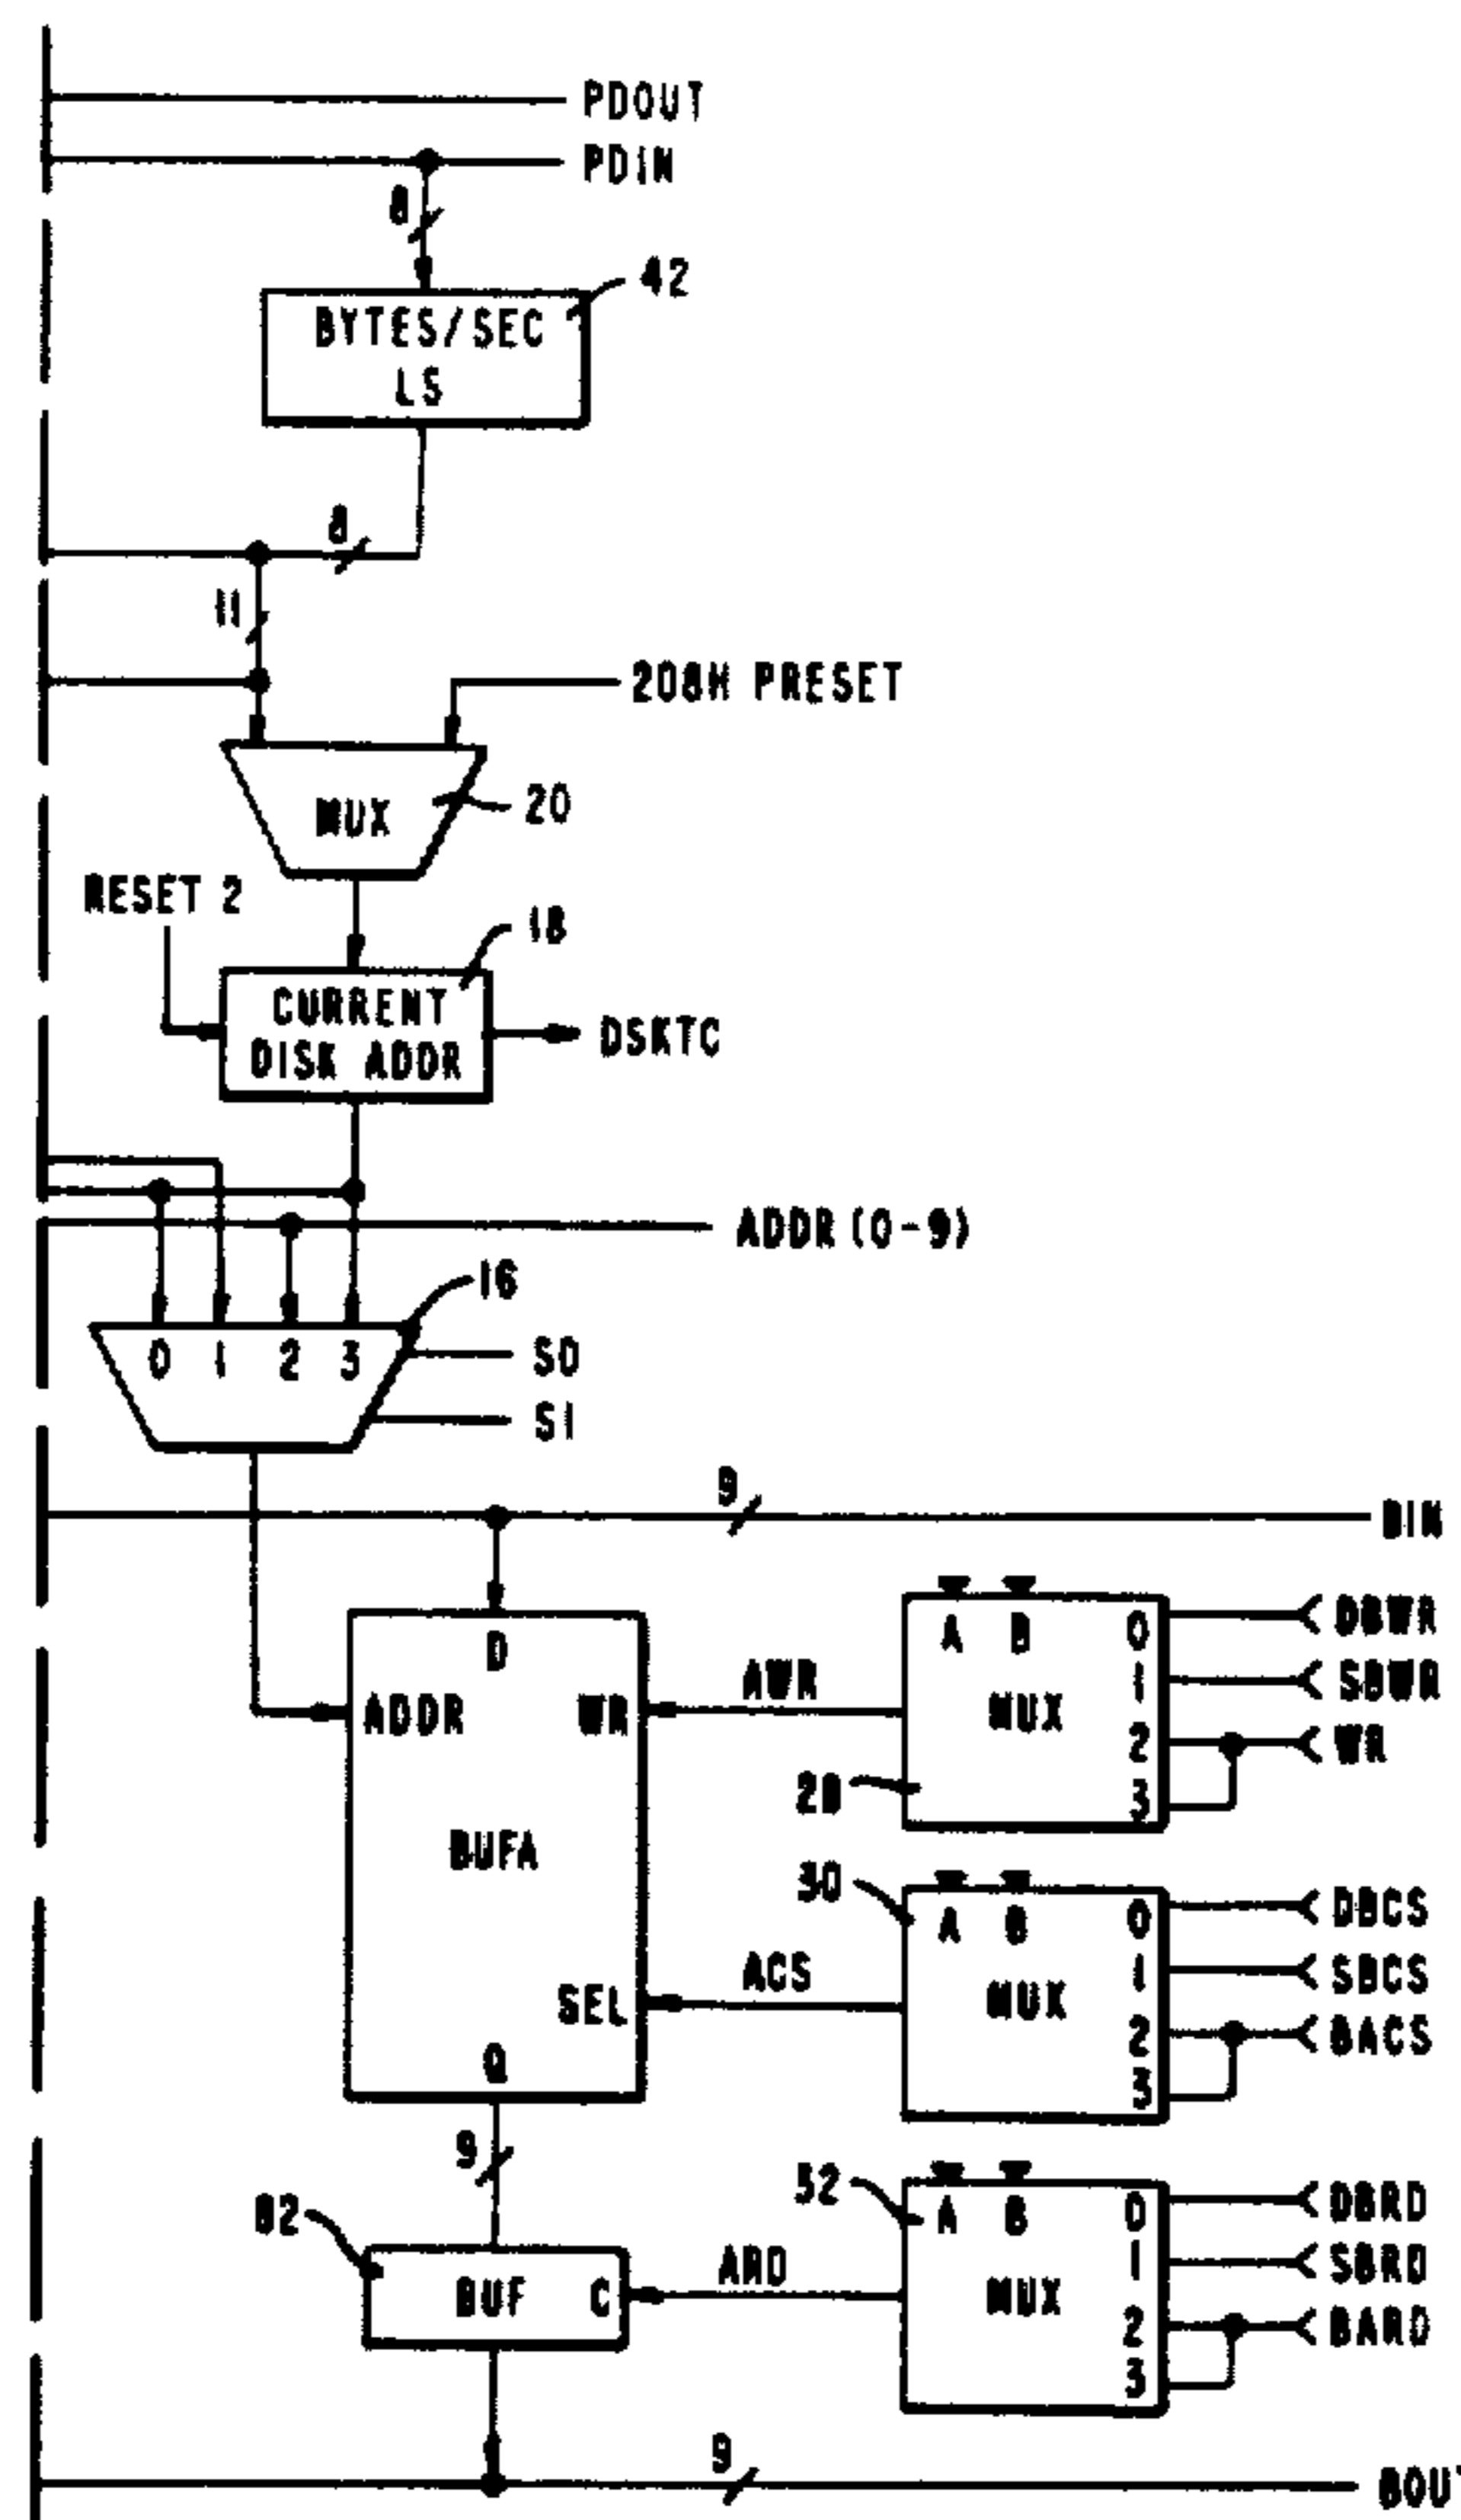 PDOUT
PDIN
8
42
BYTES/SEC
LS
8
11
208H PRESET
MUX
20
RESET 2
18
CURRENT
DISK ADDR
DSKTC
ADDR (0-9)
16
0 1 2 3
S0
S1
9
D
ADDR
WR
BUFA
SEL
Q
AWR
A B 0
1
MUX
2
3
SBWR
WR
30
ACS
A B 0
1
MUX
2
3
DBCS
SBCS
BACS
9
82
BUF C
ARD
A B 0
1
MUX
2
3
DBRD
SBRD
BARD
9